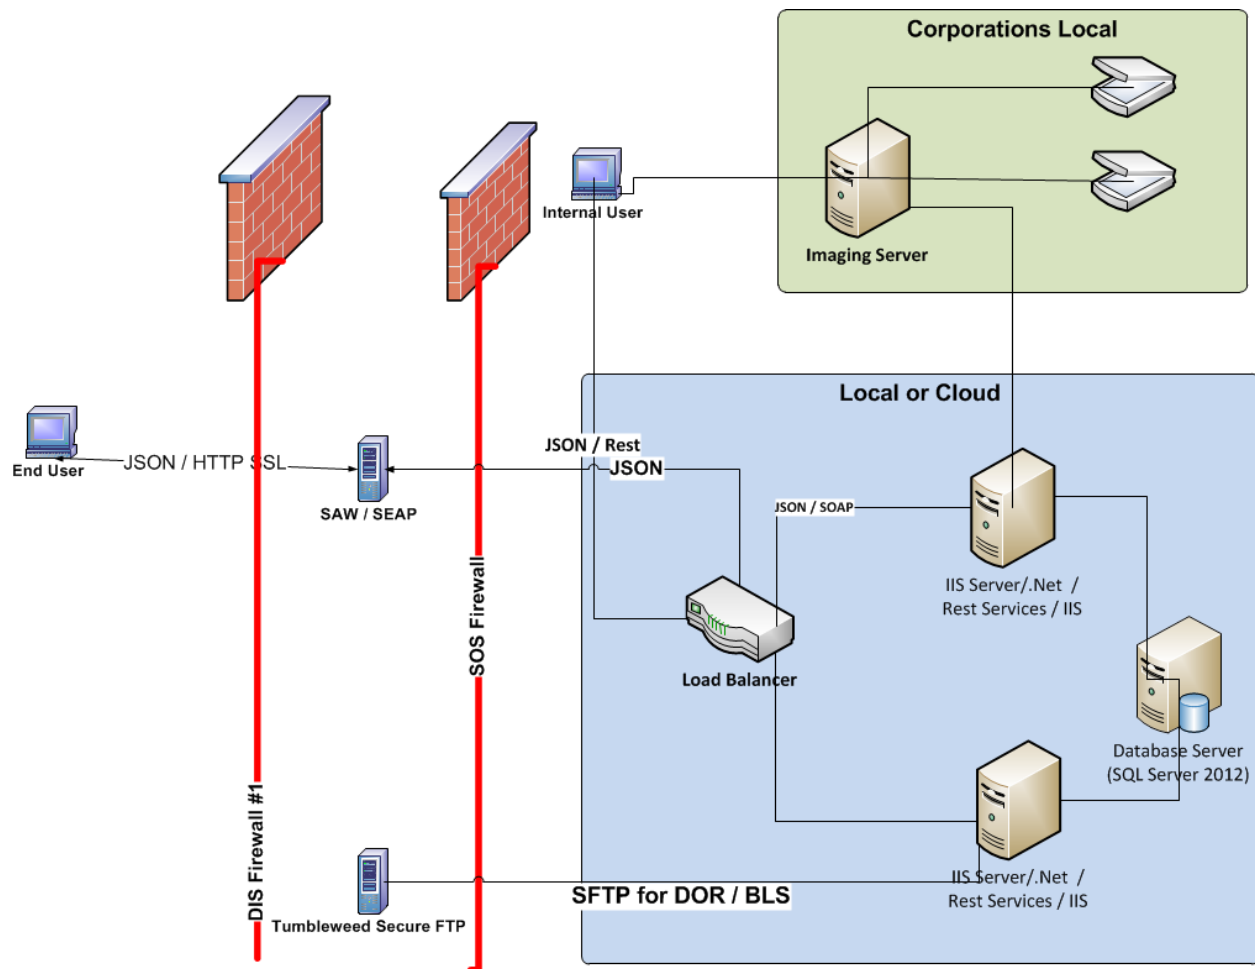 Corporations Local
Internal User
Imaging Server
Local or Cloud
End User
JSON / HTTP SSL
SAW / SEAP
JSON / Rest
JSON
JSON / SOAP
IIS Server/.Net /
Rest Services / IIS
SOS Firewall
Load Balancer
Database Server
(SQL Server 2012)
DIS Firewall #1
IIS Server/.Net /
Rest Services / IIS
SFTP for DOR / BLS
Tumbleweed Secure FTP